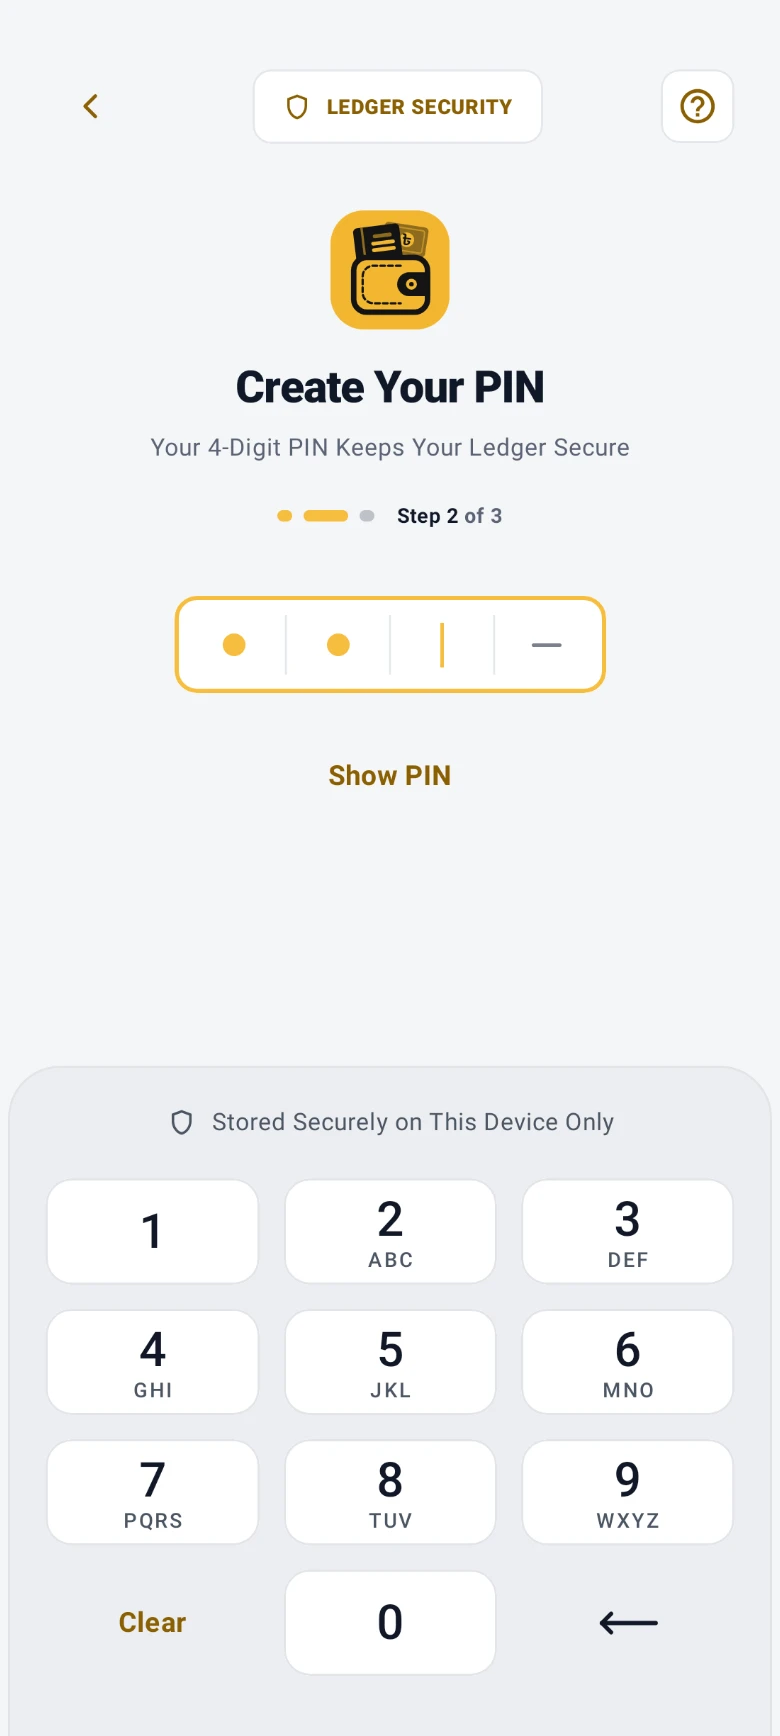 LEDGER SECURITY
Create Your PIN
Your 4-Digit PIN Keeps Your Ledger Secure
Step 2 of 3
Show PIN
Stored Securely on This Device Only
1
2
ABC
3
DEF
4
GHI
5
JKL
6
MNO
7
PQRS
8
TUV
9
WXYZ
Clear
0